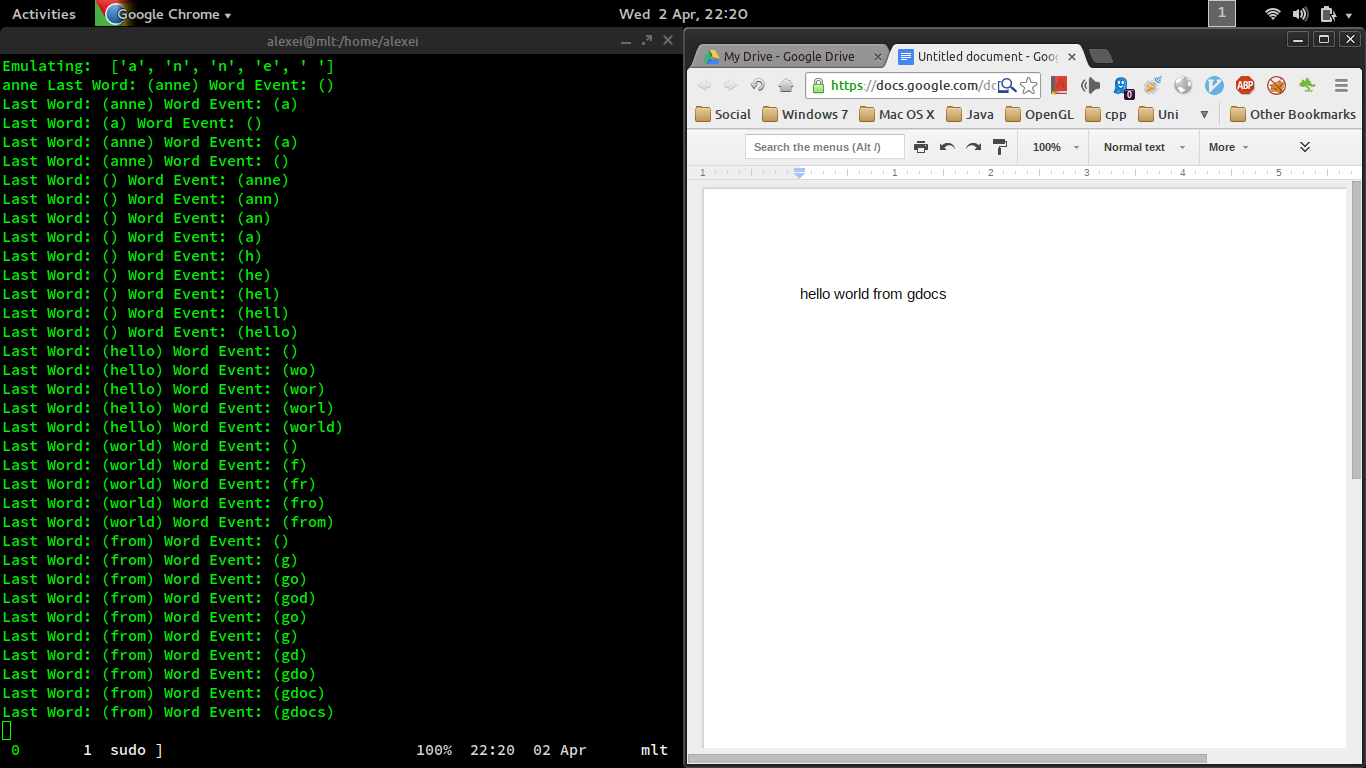 Activities Google Chrome ▾ Wed 2 Apr, 22:20 1
alexei@mlt:/home/alexei
Emulating:  ['a', 'n', 'n', 'e', ' ']
anne Last Word: (anne) Word Event: ()
Last Word: (anne) Word Event: (a)
Last Word: (a) Word Event: ()
Last Word: (anne) Word Event: (a)
Last Word: (anne) Word Event: ()
Last Word: () Word Event: (anne)
Last Word: () Word Event: (ann)
Last Word: () Word Event: (an)
Last Word: () Word Event: (a)
Last Word: () Word Event: (h)
Last Word: () Word Event: (he)
Last Word: () Word Event: (hel)
Last Word: () Word Event: (hell)
Last Word: () Word Event: (hello)
Last Word: (hello) Word Event: ()
Last Word: (hello) Word Event: (wo)
Last Word: (hello) Word Event: (wor)
Last Word: (hello) Word Event: (worl)
Last Word: (hello) Word Event: (world)
Last Word: (world) Word Event: ()
Last Word: (world) Word Event: (f)
Last Word: (world) Word Event: (fr)
Last Word: (world) Word Event: (fro)
Last Word: (world) Word Event: (from)
Last Word: (from) Word Event: ()
Last Word: (from) Word Event: (g)
Last Word: (from) Word Event: (go)
Last Word: (from) Word Event: (god)
Last Word: (from) Word Event: (go)
Last Word: (from) Word Event: (g)
Last Word: (from) Word Event: (gd)
Last Word: (from) Word Event: (gdo)
Last Word: (from) Word Event: (gdoc)
Last Word: (from) Word Event: (gdocs)
0 1 sudo ] 100% 22:20 02 Apr mlt
My Drive - Google Drive Untitled document - Goo
https://docs.google.com/dc 0 ABP
Social Windows 7 Mac OS X Java OpenGL cpp Uni Other Bookmarks
Search the menus (Alt /) 100% Normal text More
1 1 2 3 4 5
hello world from gdocs